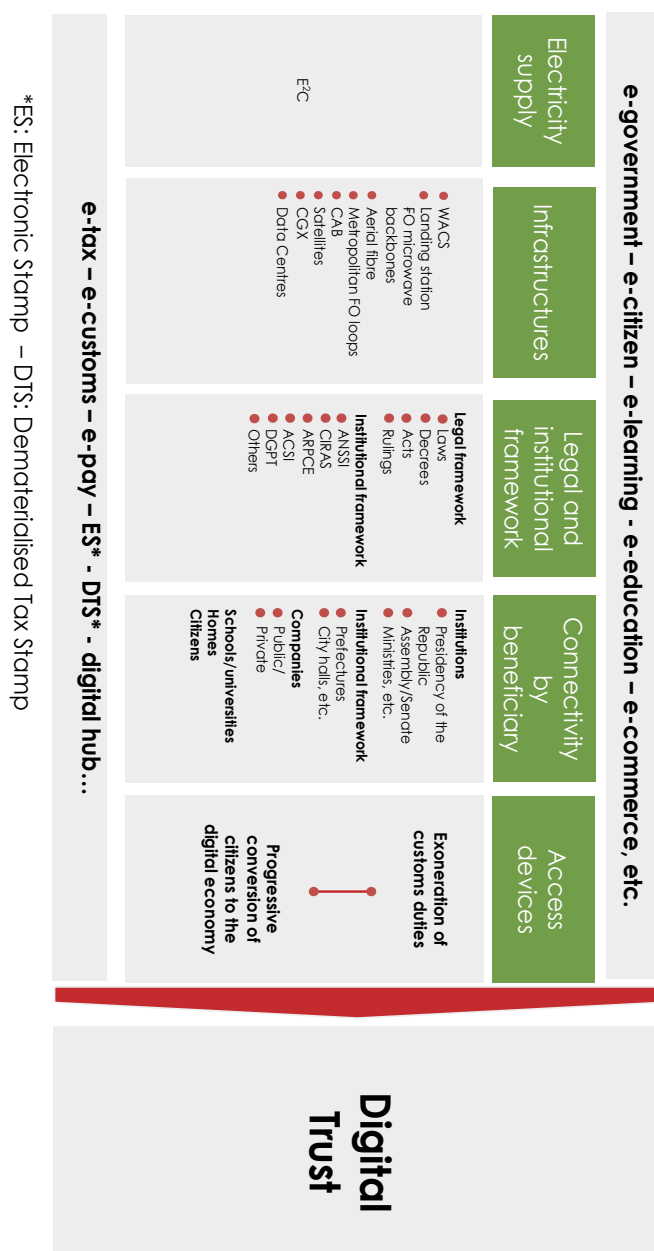 e-government – e-citizen – e-learning - e-education – e-commerce, etc.
Electricity
supply
E²C
Infrastructures
WACS
Landing station
FO microwave
backbones
Aerial fibre
Metropolitan FO loops
CAB
Satellites
CGX
Data Centres
Legal and
institutional
framework
Legal framework
Laws
Decrees
Acts
Rulings
Institutional framework
ANSSI
CIRAS
ARPCE
ACSI
DGPT
Others
Connectivity
by
beneficiary
Institutions
Presidency of the
Republic
Assembly/Senate
Ministries, etc.
Institutional framework
Prefectures
City halls, etc.
Companies
Public/
Private
Schools/universities
Homes
Citizens
Access
devices
Exoneration of
customs duties
Progressive
conversion of
citizens to the
digital economy
e-tax – e-customs – e-pay – ES* - DTS* - digital hub...
Digital
Trust
*ES: Electronic Stamp – DTS: Dematerialised Tax Stamp